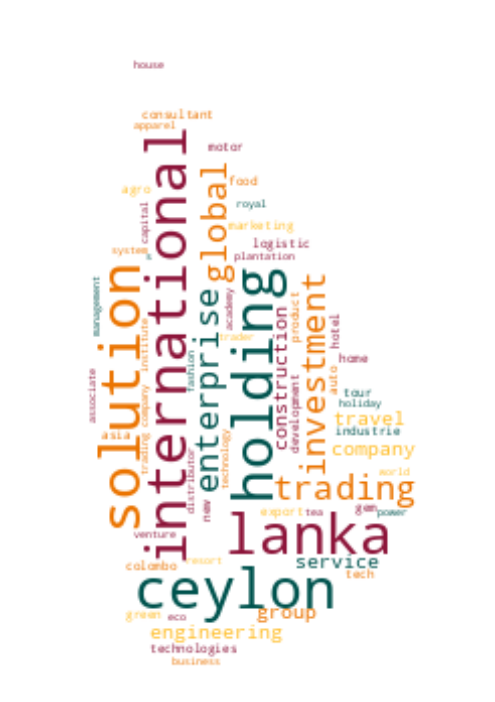 house
consultant
apparel
motor
international
global
agro
food
royal
capital
marketing
logistic
system
s
plantation
solution
holding
management
enterprise
academy
investment
product
construction
hotel
institute
trader
fashion
home
associate
development
auto
tour
company
holiday
travel
asia
industrie
trading
company
technology
distributor
world
trading
new
export
tea
gem
power
lanka
venture
colombo
resort
service
tech
ceylon
green
eco
group
engineering
technologies
business